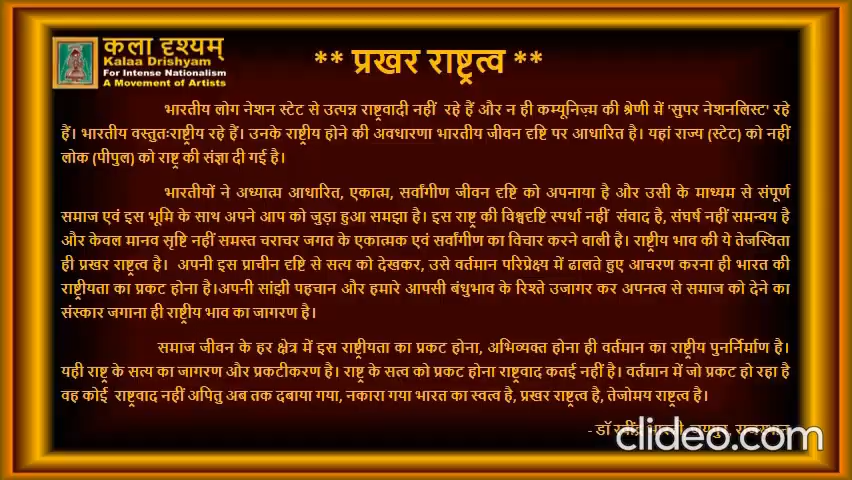 कला दृश्यम्
Kalaa Drishyam
For Intense Nationalism
A Movement of Artists
** प्रखर राष्ट्रत्व **
भारतीय लोग नेशन स्टेट से उत्पन्न राष्ट्रवादी नहीं रहे हैं और न ही कम्यूनिज़्म की श्रेणी में 'सुपर नेशनलिस्ट' रहे
हैं। भारतीय वस्तुतःराष्ट्रीय रहे हैं। उनके राष्ट्रीय होने की अवधारणा भारतीय जीवन दृष्टि पर आधारित है। यहां राज्य (स्टेट) को नहीं
लोक (पीपुल) को राष्ट्र की संज्ञा दी गई है।
भारतीयों ने अध्यात्म आधारित, एकात्म, सर्वांगीण जीवन दृष्टि को अपनाया है और उसी के माध्यम से संपूर्ण
समाज एवं इस भूमि के साथ अपने आप को जुड़ा हुआ समझा है। इस राष्ट्र की विश्वदृष्टि स्पर्धा नहीं संवाद है, संघर्ष नहीं समन्वय है
और केवल मानव सृष्टि नहीं समस्त चराचर जगत के एकात्मक एवं सर्वांगीण का विचार करने वाली है। राष्ट्रीय भाव की ये तेजस्विता
ही प्रखर राष्ट्रत्व है। अपनी इस प्राचीन दृष्टि से सत्य को देखकर, उसे वर्तमान परिप्रेक्ष्य में ढालते हुए आचरण करना ही भारत की
राष्ट्रीयता का प्रकट होना है।अपनी सांझी पहचान और हमारे आपसी बंधुभाव के रिश्ते उजागर कर अपनत्व से समाज को देने का
संस्कार जगाना ही राष्ट्रीय भाव का जागरण है।
समाज जीवन के हर क्षेत्र में इस राष्ट्रीयता का प्रकट होना, अभिव्यक्त होना ही वर्तमान का राष्ट्रीय पुनर्निर्माण है।
यही राष्ट्र के सत्य का जागरण और प्रकटीकरण है। राष्ट्र के सत्व को प्रकट होना राष्ट्रवाद कतई नहीं है। वर्तमान में जो प्रकट हो रहा है
वह कोई राष्ट्रवाद नहीं अपितु अब तक दबाया गया, नकारा गया भारत का स्वत्व है, प्रखर राष्ट्रत्व है, तेजोमय राष्ट्रत्व है।
- डॉ
clideo.com